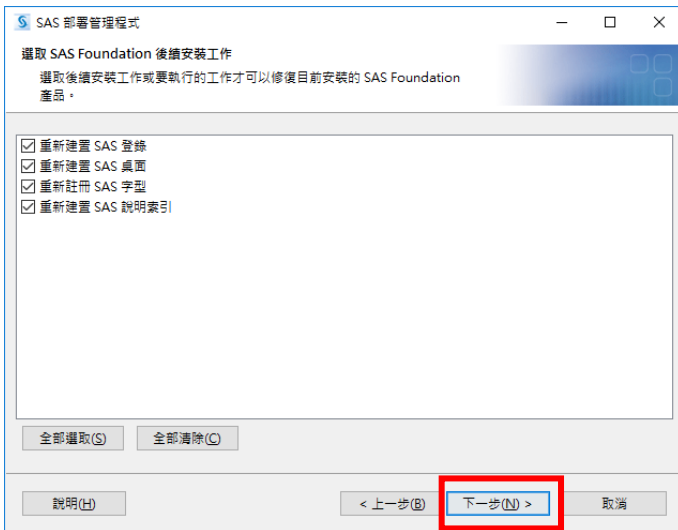 SAS 部署管理程式
選取 SAS Foundation 後續安裝工作
選取後續安裝工作或要執行的工作才可以修復目前安裝的 SAS Foundation
產品。
重新建置 SAS 登錄
重新建置 SAS 桌面
重新註冊 SAS 字型
重新建置 SAS 說明索引
全部選取(S) 全部清除(C)
說明(H) < 上一步(B) 下一步(N) > 取消